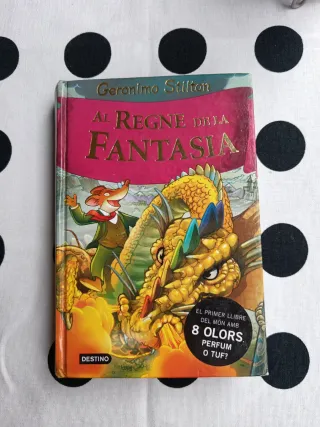 Geronimo Stilton
AL REGNE DE LA
FANTASIA
EL PRIMER LLIBRE
DEL MÓN AMB
8 OLORS
PERFUM
O TUF?
DESTINO